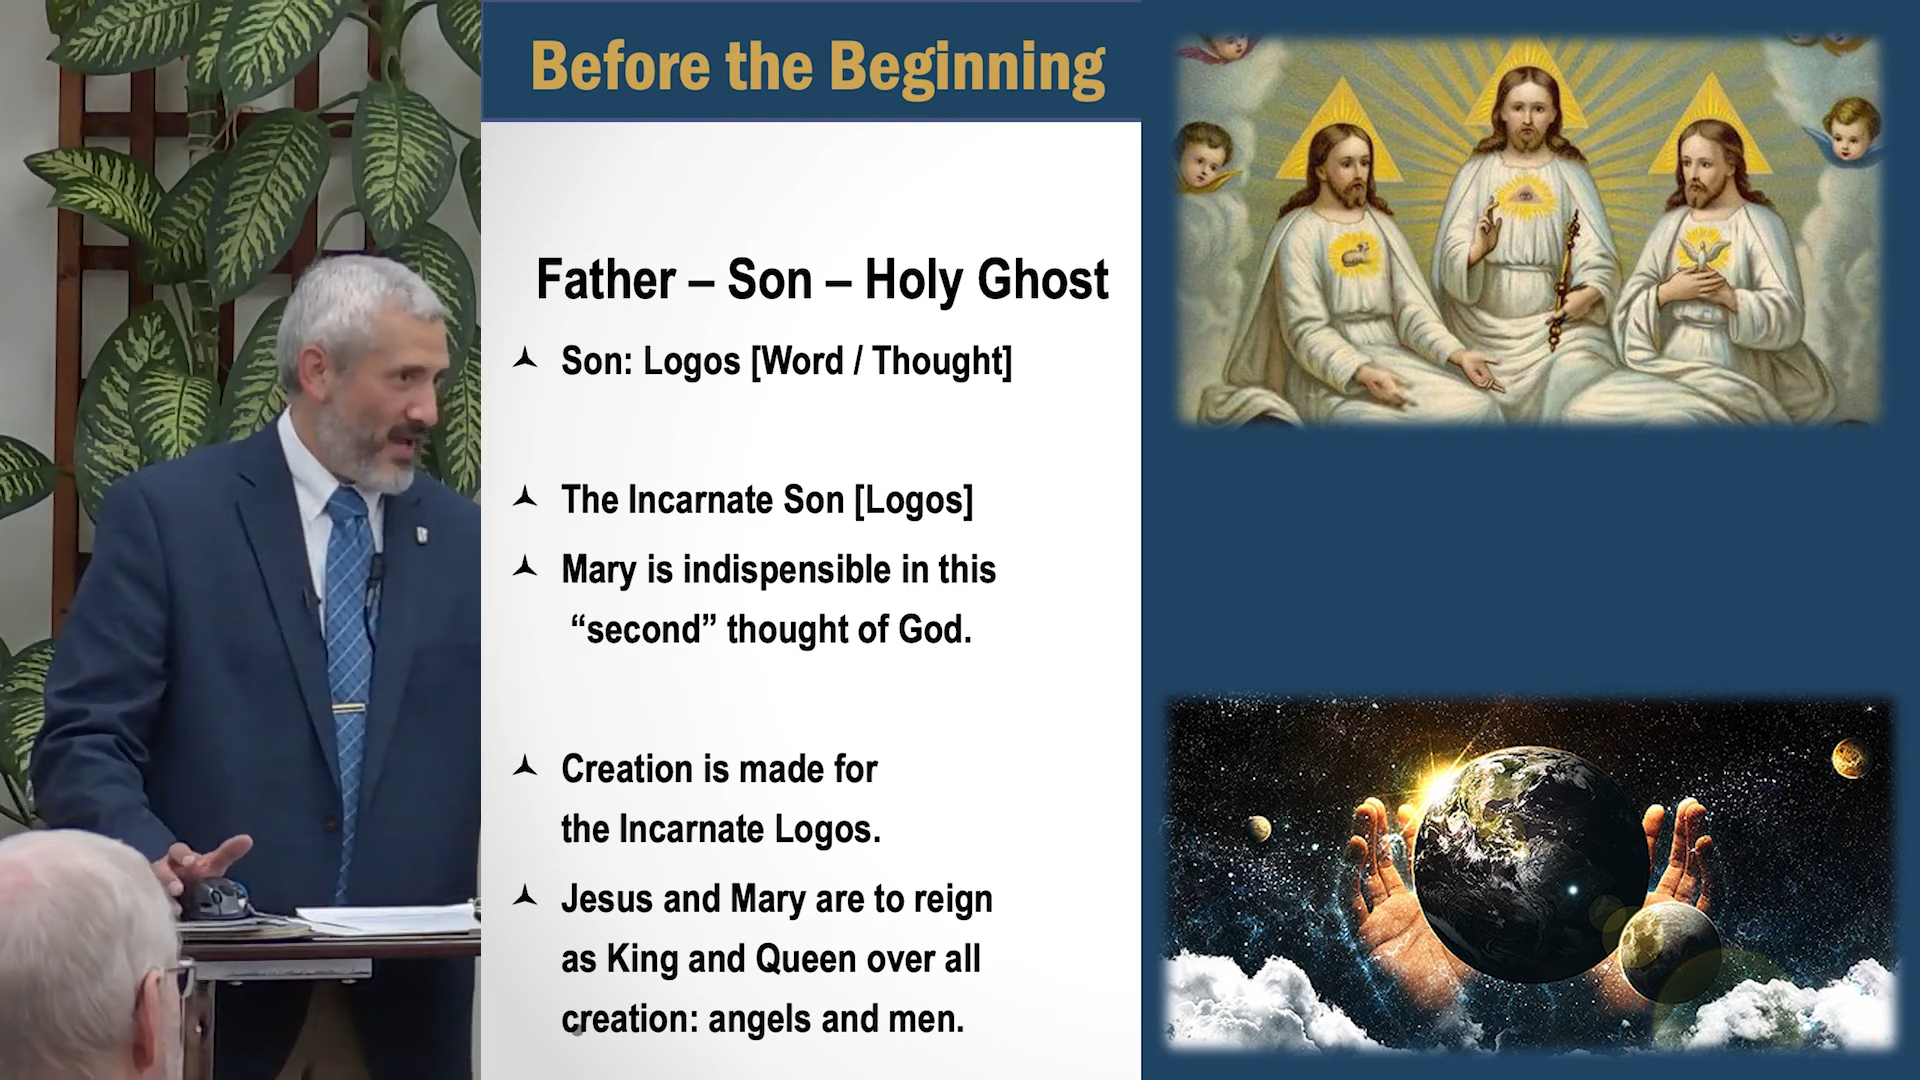 Before the Beginning
Father – Son – Holy Ghost
Son: Logos [Word / Thought]
The Incarnate Son [Logos]
Mary is indispensible in this
“second” thought of God.
Creation is made for
the Incarnate Logos.
Jesus and Mary are to reign
as King and Queen over all
creation: angels and men.